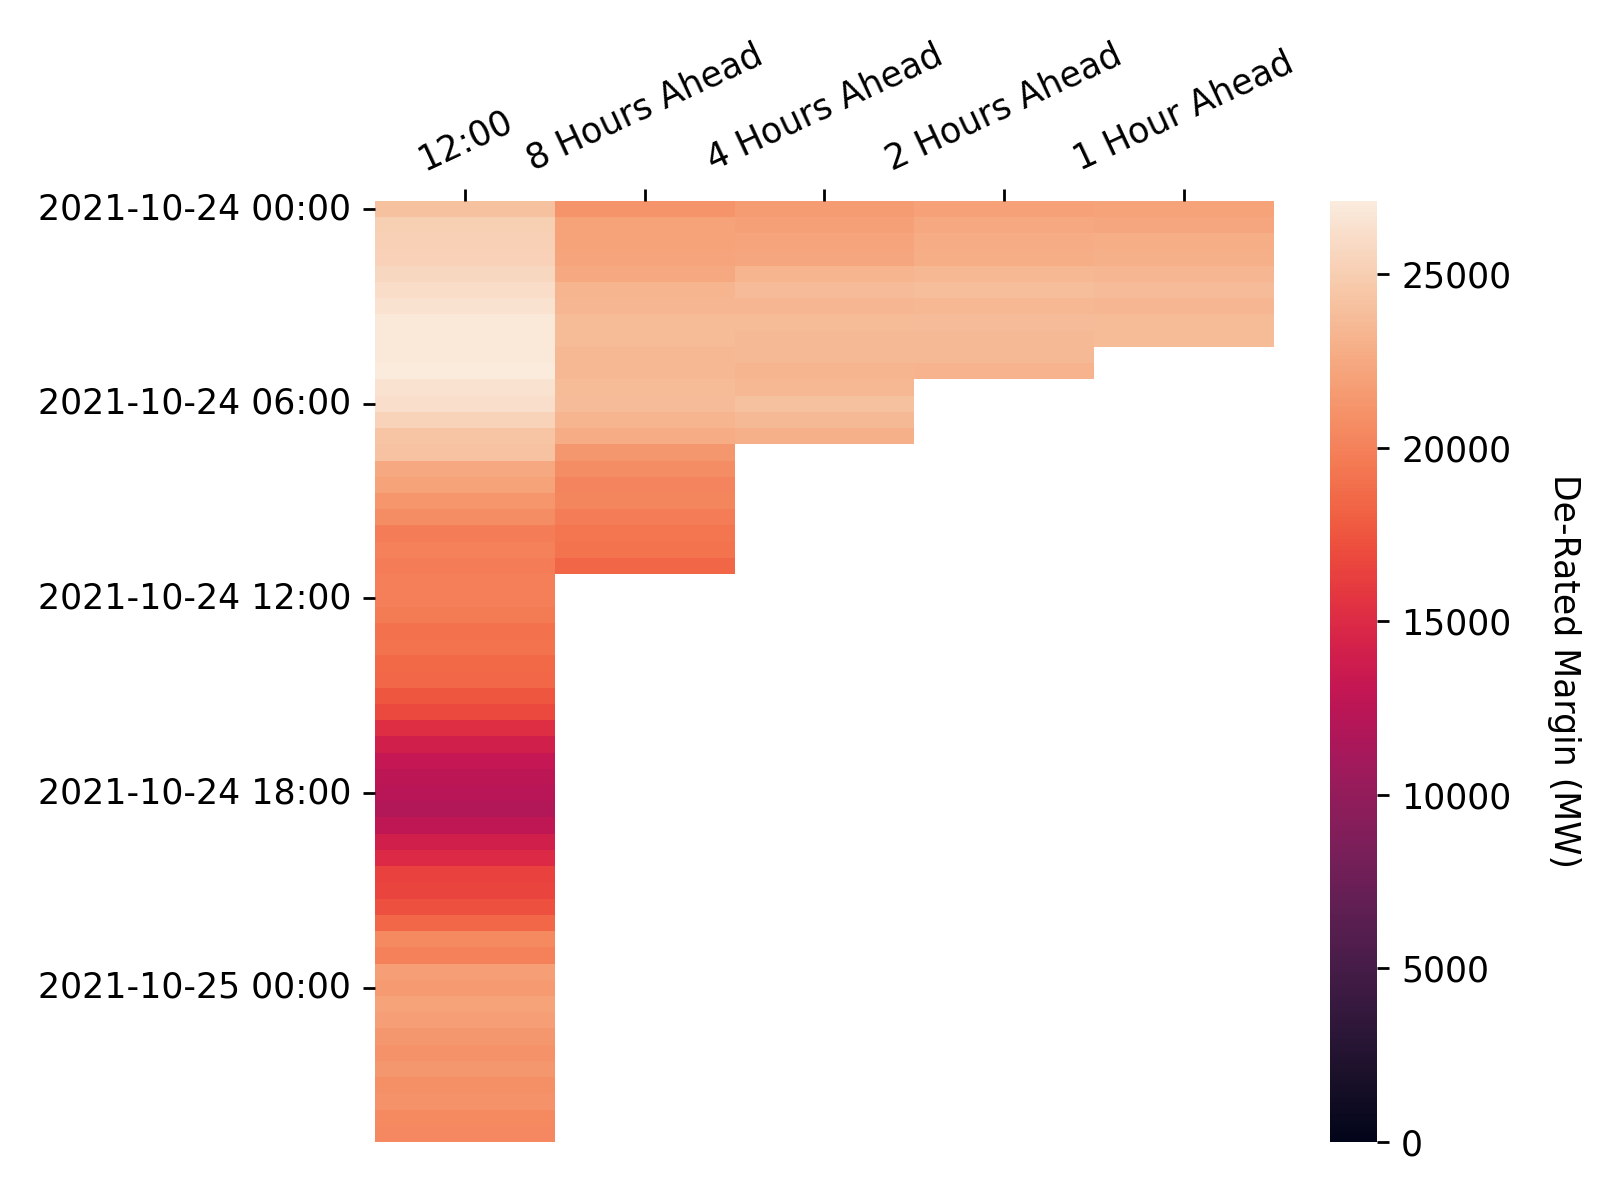 12:00
8 Hours Ahead
4 Hours Ahead
2 Hours Ahead
1 Hour Ahead
2021-10-24 00:00
2021-10-24 06:00
2021-10-24 12:00
2021-10-24 18:00
2021-10-25 00:00
25000
20000
15000
10000
5000
0
De-Rated Margin (MW)